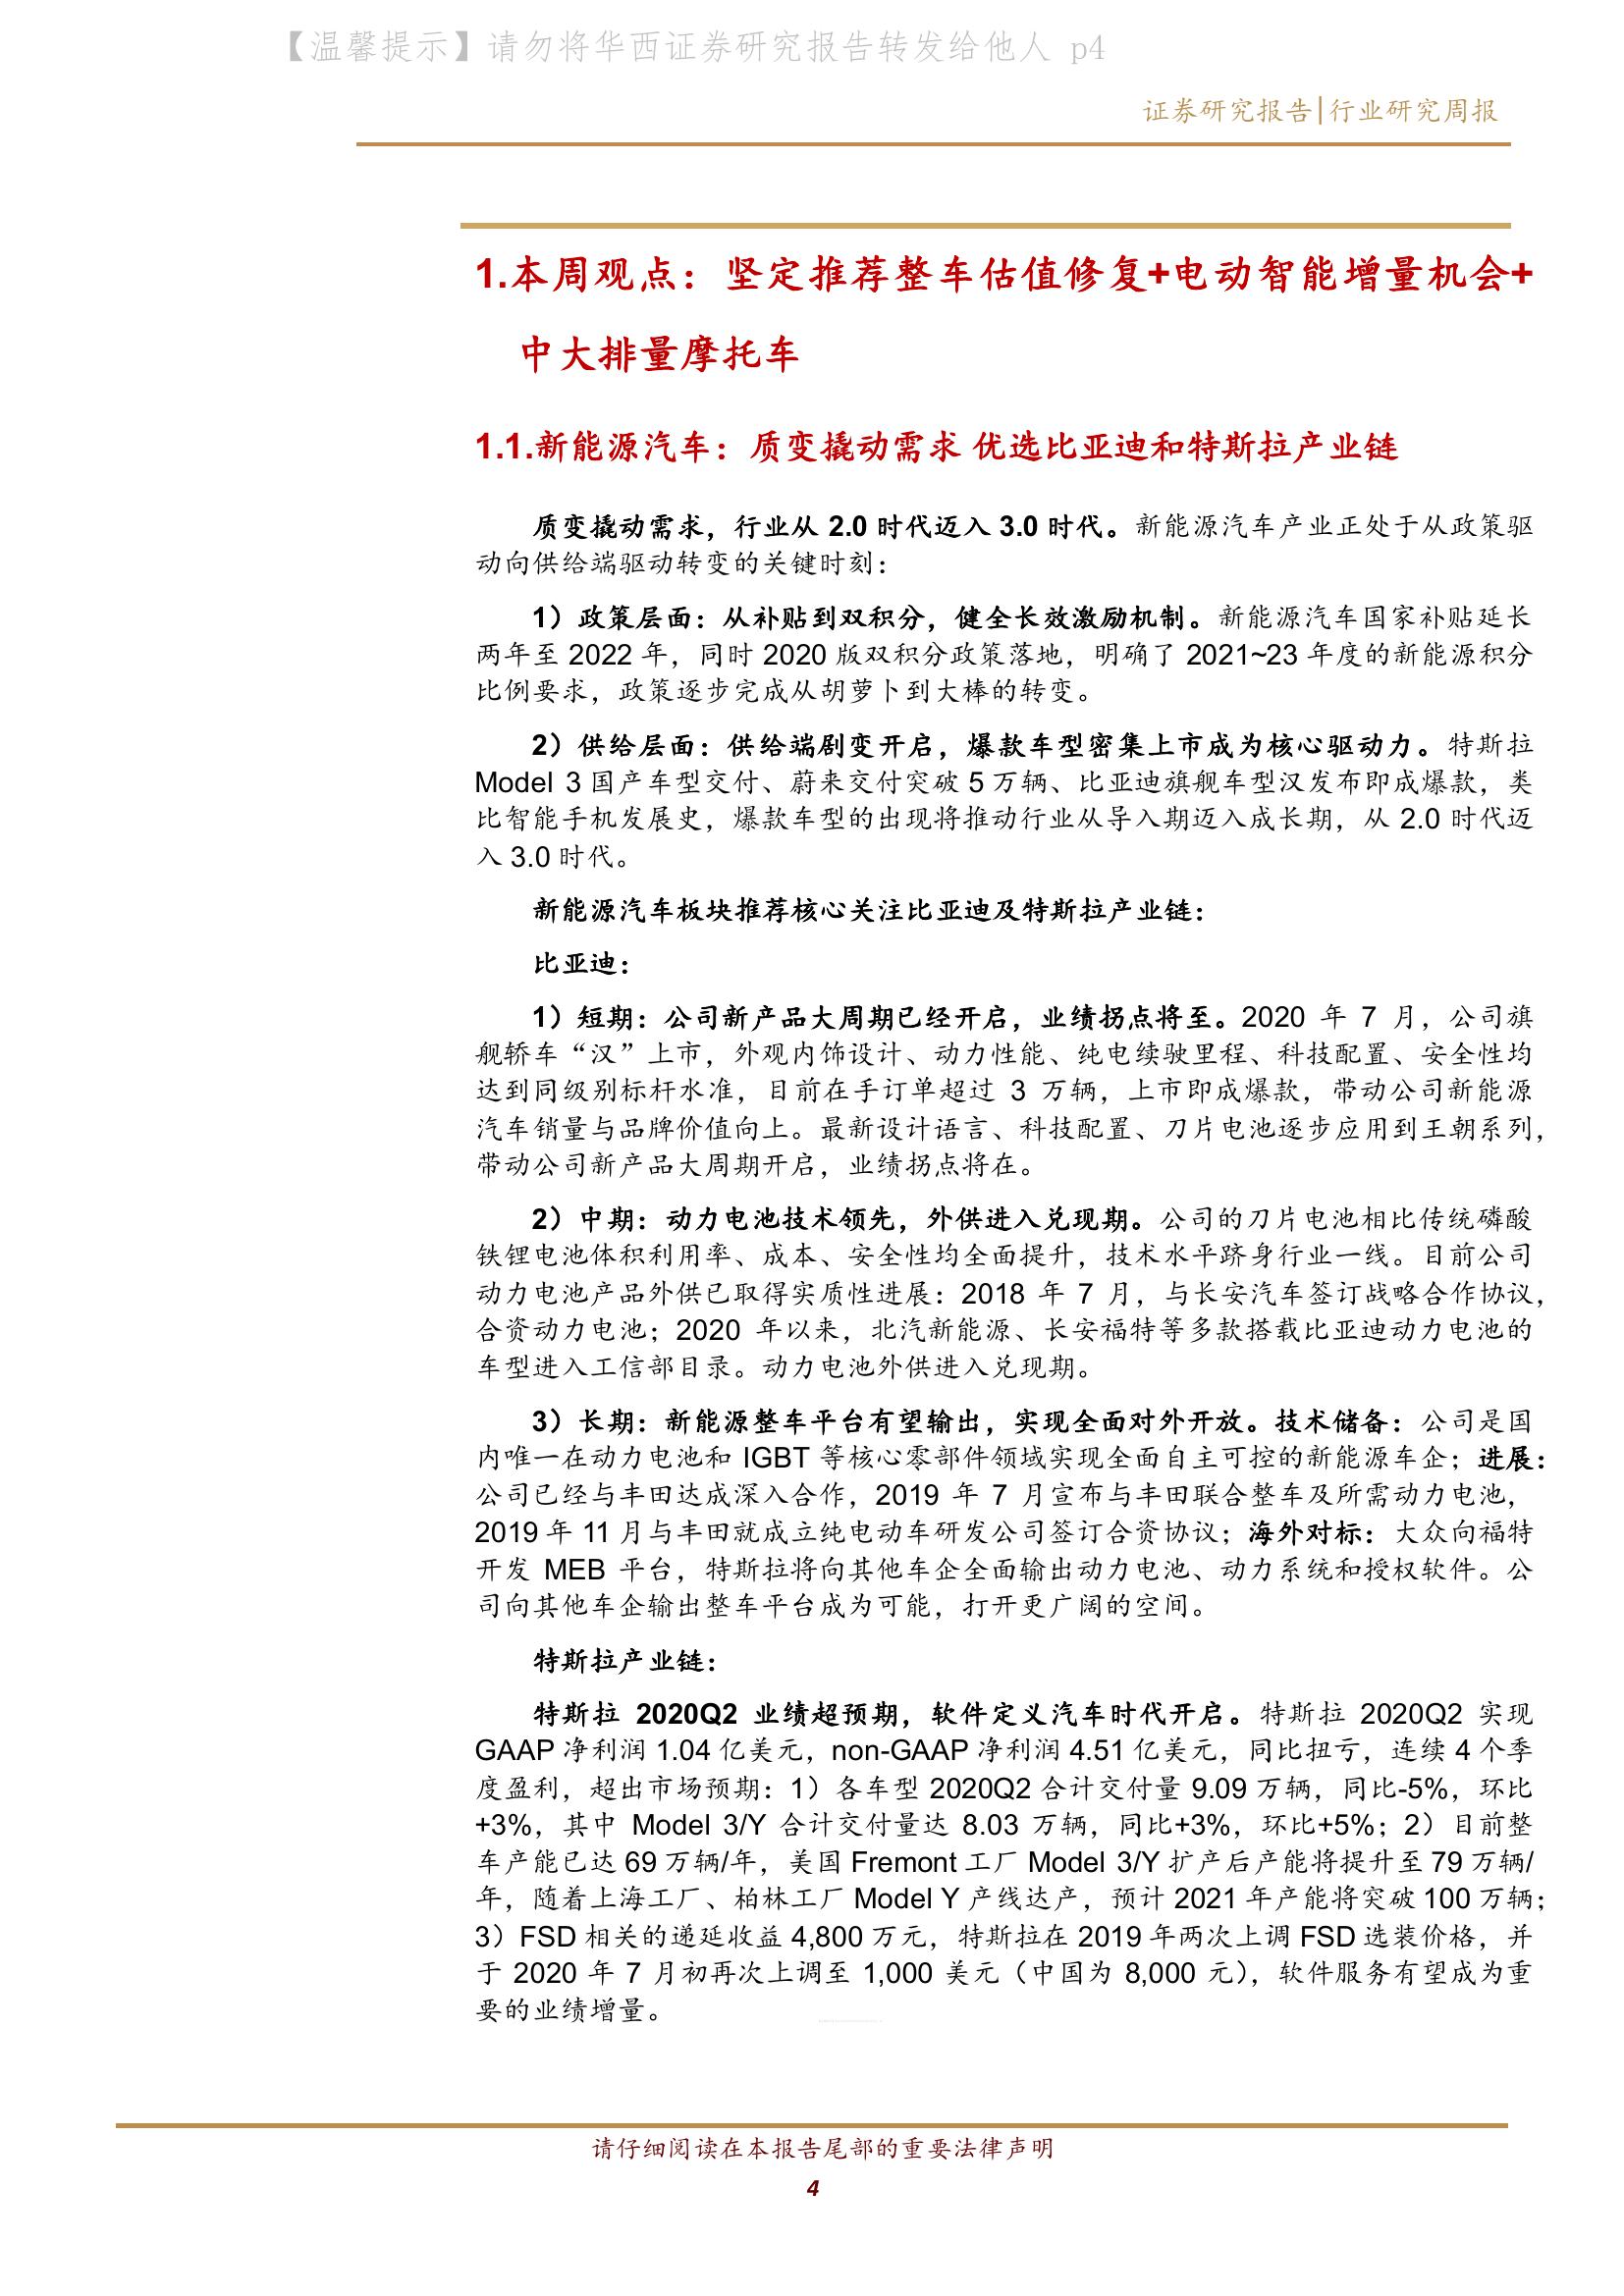 【温馨提示】请勿将华西证券研究报告转发给他人 p4
证券研究报告|行业研究周报
1.本周观点：坚定推荐整车估值修复+电动智能增量机会+
中大排量摩托车
1.1.新能源汽车：质变撬动需求 优选比亚迪和特斯拉产业链
质变撬动需求，行业从 2.0 时代迈入 3.0 时代。新能源汽车产业正处于从政策驱
动向供给端驱动转变的关键时刻：
1）政策层面：从补贴到双积分，健全长效激励机制。新能源汽车国家补贴延长
两年至 2022 年，同时 2020 版双积分政策落地，明确了 2021~23 年度的新能源积分
比例要求，政策逐步完成从胡萝卜到大棒的转变。
2）供给层面：供给端剧变开启，爆款车型密集上市成为核心驱动力。特斯拉
Model 3 国产车型交付、蔚来交付突破 5 万辆、比亚迪旗舰车型汉发布即成爆款，类
比智能手机发展史，爆款车型的出现将推动行业从导入期迈入成长期，从 2.0 时代迈
入 3.0 时代。
新能源汽车板块推荐核心关注比亚迪及特斯拉产业链：
比亚迪：
1）短期：公司新产品大周期已经开启，业绩拐点将至。2020 年 7 月，公司旗
舰轿车“汉”上市，外观内饰设计、动力性能、纯电续驶里程、科技配置、安全性均
达到同级别标杆水准，目前在手订单超过 3 万辆，上市即成爆款，带动公司新能源
汽车销量与品牌价值向上。最新设计语言、科技配置、刀片电池逐步应用到王朝系列，
带动公司新产品大周期开启，业绩拐点将在。
2）中期：动力电池技术领先，外供进入兑现期。公司的刀片电池相比传统磷酸
铁锂电池体积利用率、成本、安全性均全面提升，技术水平跻身行业一线。目前公司
动力电池产品外供已取得实质性进展：2018 年 7 月，与长安汽车签订战略合作协议，
合资动力电池；2020 年以来，北汽新能源、长安福特等多款搭载比亚迪动力电池的
车型进入工信部目录。动力电池外供进入兑现期。
3）长期：新能源整车平台有望输出，实现全面对外开放。技术储备：公司是国
内唯一在动力电池和 IGBT 等核心零部件领域实现全面自主可控的新能源车企；进展：
公司已经与丰田达成深入合作，2019 年 7 月宣布与丰田联合整车及所需动力电池，
2019 年 11 月与丰田就成立纯电动车研发公司签订合资协议；海外对标：大众向福特
开发 MEB 平台，特斯拉将向其他车企全面输出动力电池、动力系统和授权软件。公
司向其他车企输出整车平台成为可能，打开更广阔的空间。
特斯拉产业链：
特斯拉 2020Q2 业绩超预期，软件定义汽车时代开启。特斯拉 2020Q2 实现
GAAP 净利润 1.04 亿美元，non-GAAP 净利润 4.51 亿美元，同比扭亏，连续 4 个季
度盈利，超出市场预期：1）各车型 2020Q2 合计交付量 9.09 万辆，同比-5%，环比
+3%，其中 Model 3/Y 合计交付量达 8.03 万辆，同比+3%，环比+5%；2）目前整
车产能已达 69 万辆/年，美国 Fremont 工厂 Model 3/Y 扩产后产能将提升至 79 万辆/
年，随着上海工厂、柏林工厂 Model Y 产线达产，预计 2021 年产能将突破 100 万辆；
3）FSD 相关的递延收益 4,800 万元，特斯拉在 2019 年两次上调 FSD 选装价格，并
于 2020 年 7 月初再次上调至 1,000 美元（中国为 8,000 元），软件服务有望成为重
要的业绩增量。
请仔细阅读在本报告尾部的重要法律声明
4